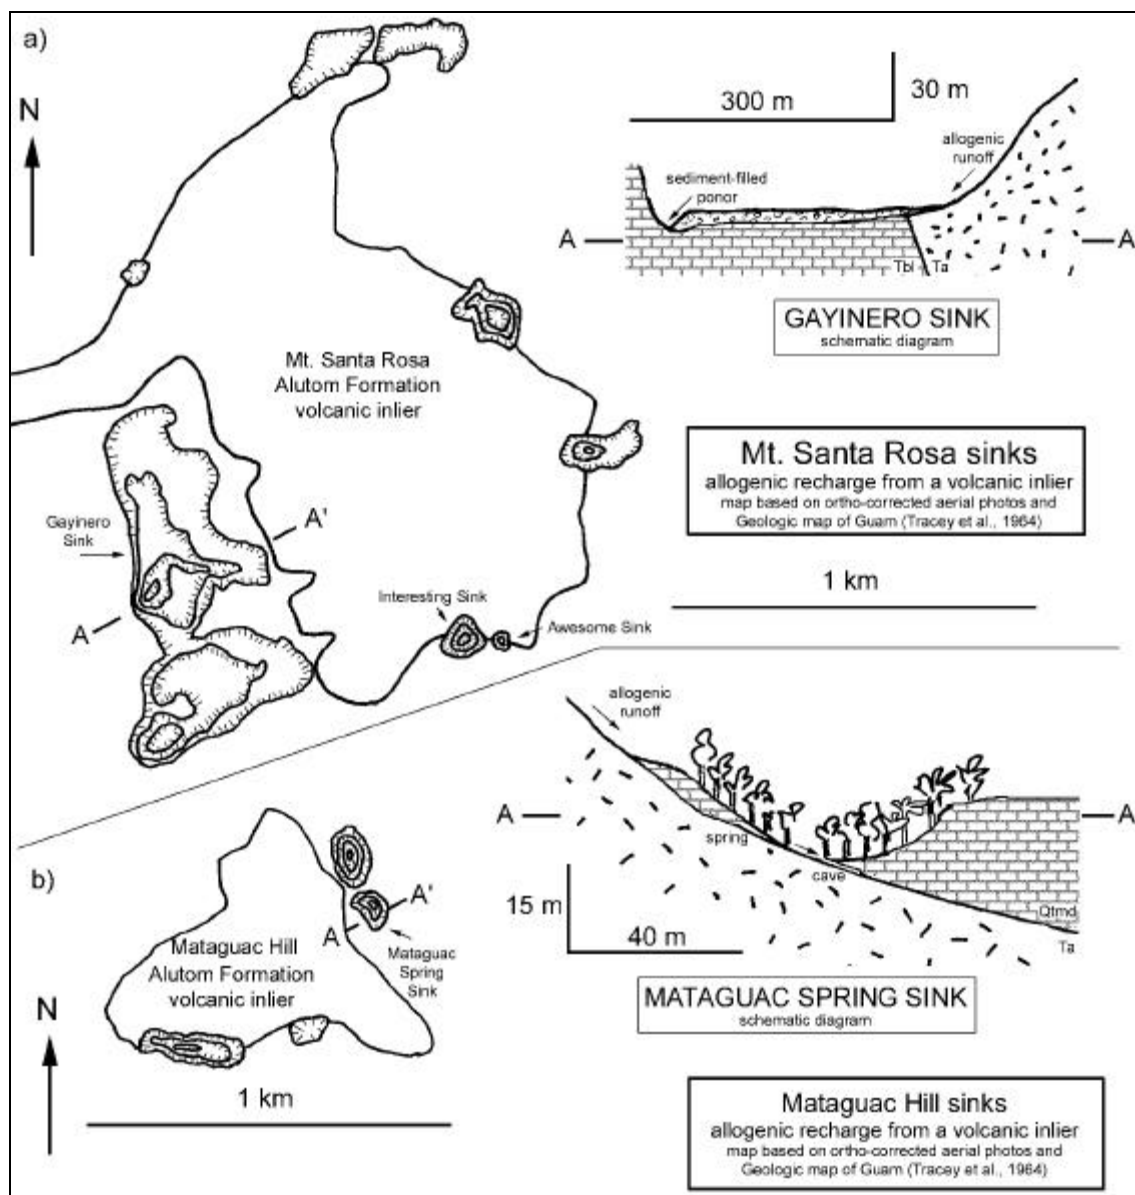 a)
N
300 m
30 m
allogenic
runoff
sediment-filled
ponor
A
A
Tbl
Ta
GAYINERO SINK
schematic diagram
Mt. Santa Rosa
Alutom Formation
volcanic inlier
Mt. Santa Rosa sinks
allogenic recharge from a volcanic inlier
map based on ortho-corrected aerial photos and
Geologic map of Guam (Tracey et al., 1964)
Gayinero
Sink
A'
A
1 km
Interesting Sink
Awesome Sink
allogenic
runoff
A
A
spring
cave
15 m
40 m
Qtmd
Ta
MATAGUAC SPRING SINK
schematic diagram
b)
A'
A
Mataguac Hill
Alutom Formation
volcanic inlier
Mataguac
Spring
Sink
N
1 km
Mataguac Hill sinks
allogenic recharge from a volcanic inlier
map based on ortho-corrected aerial photos and
Geologic map of Guam (Tracey et al., 1964)